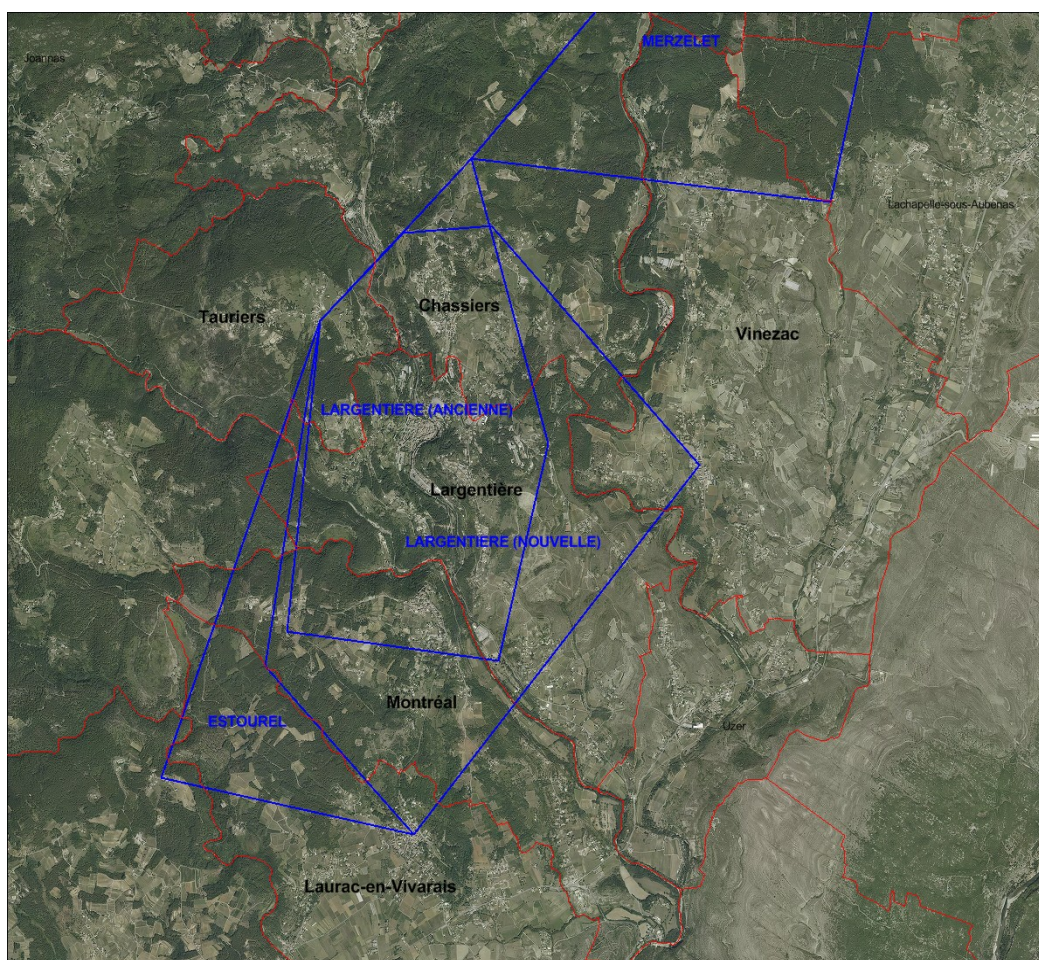 MERZELET
Joannas
Lachapelle-sous-Aubenas
Chassiers
Tauriers
Vinezac
LARGENTIERE (ANCIENNE)
Largentière
LARGENTIERE (NOUVELLE)
Montréal
ESTOUREL
Uzer
Laurac-en-Vivarais